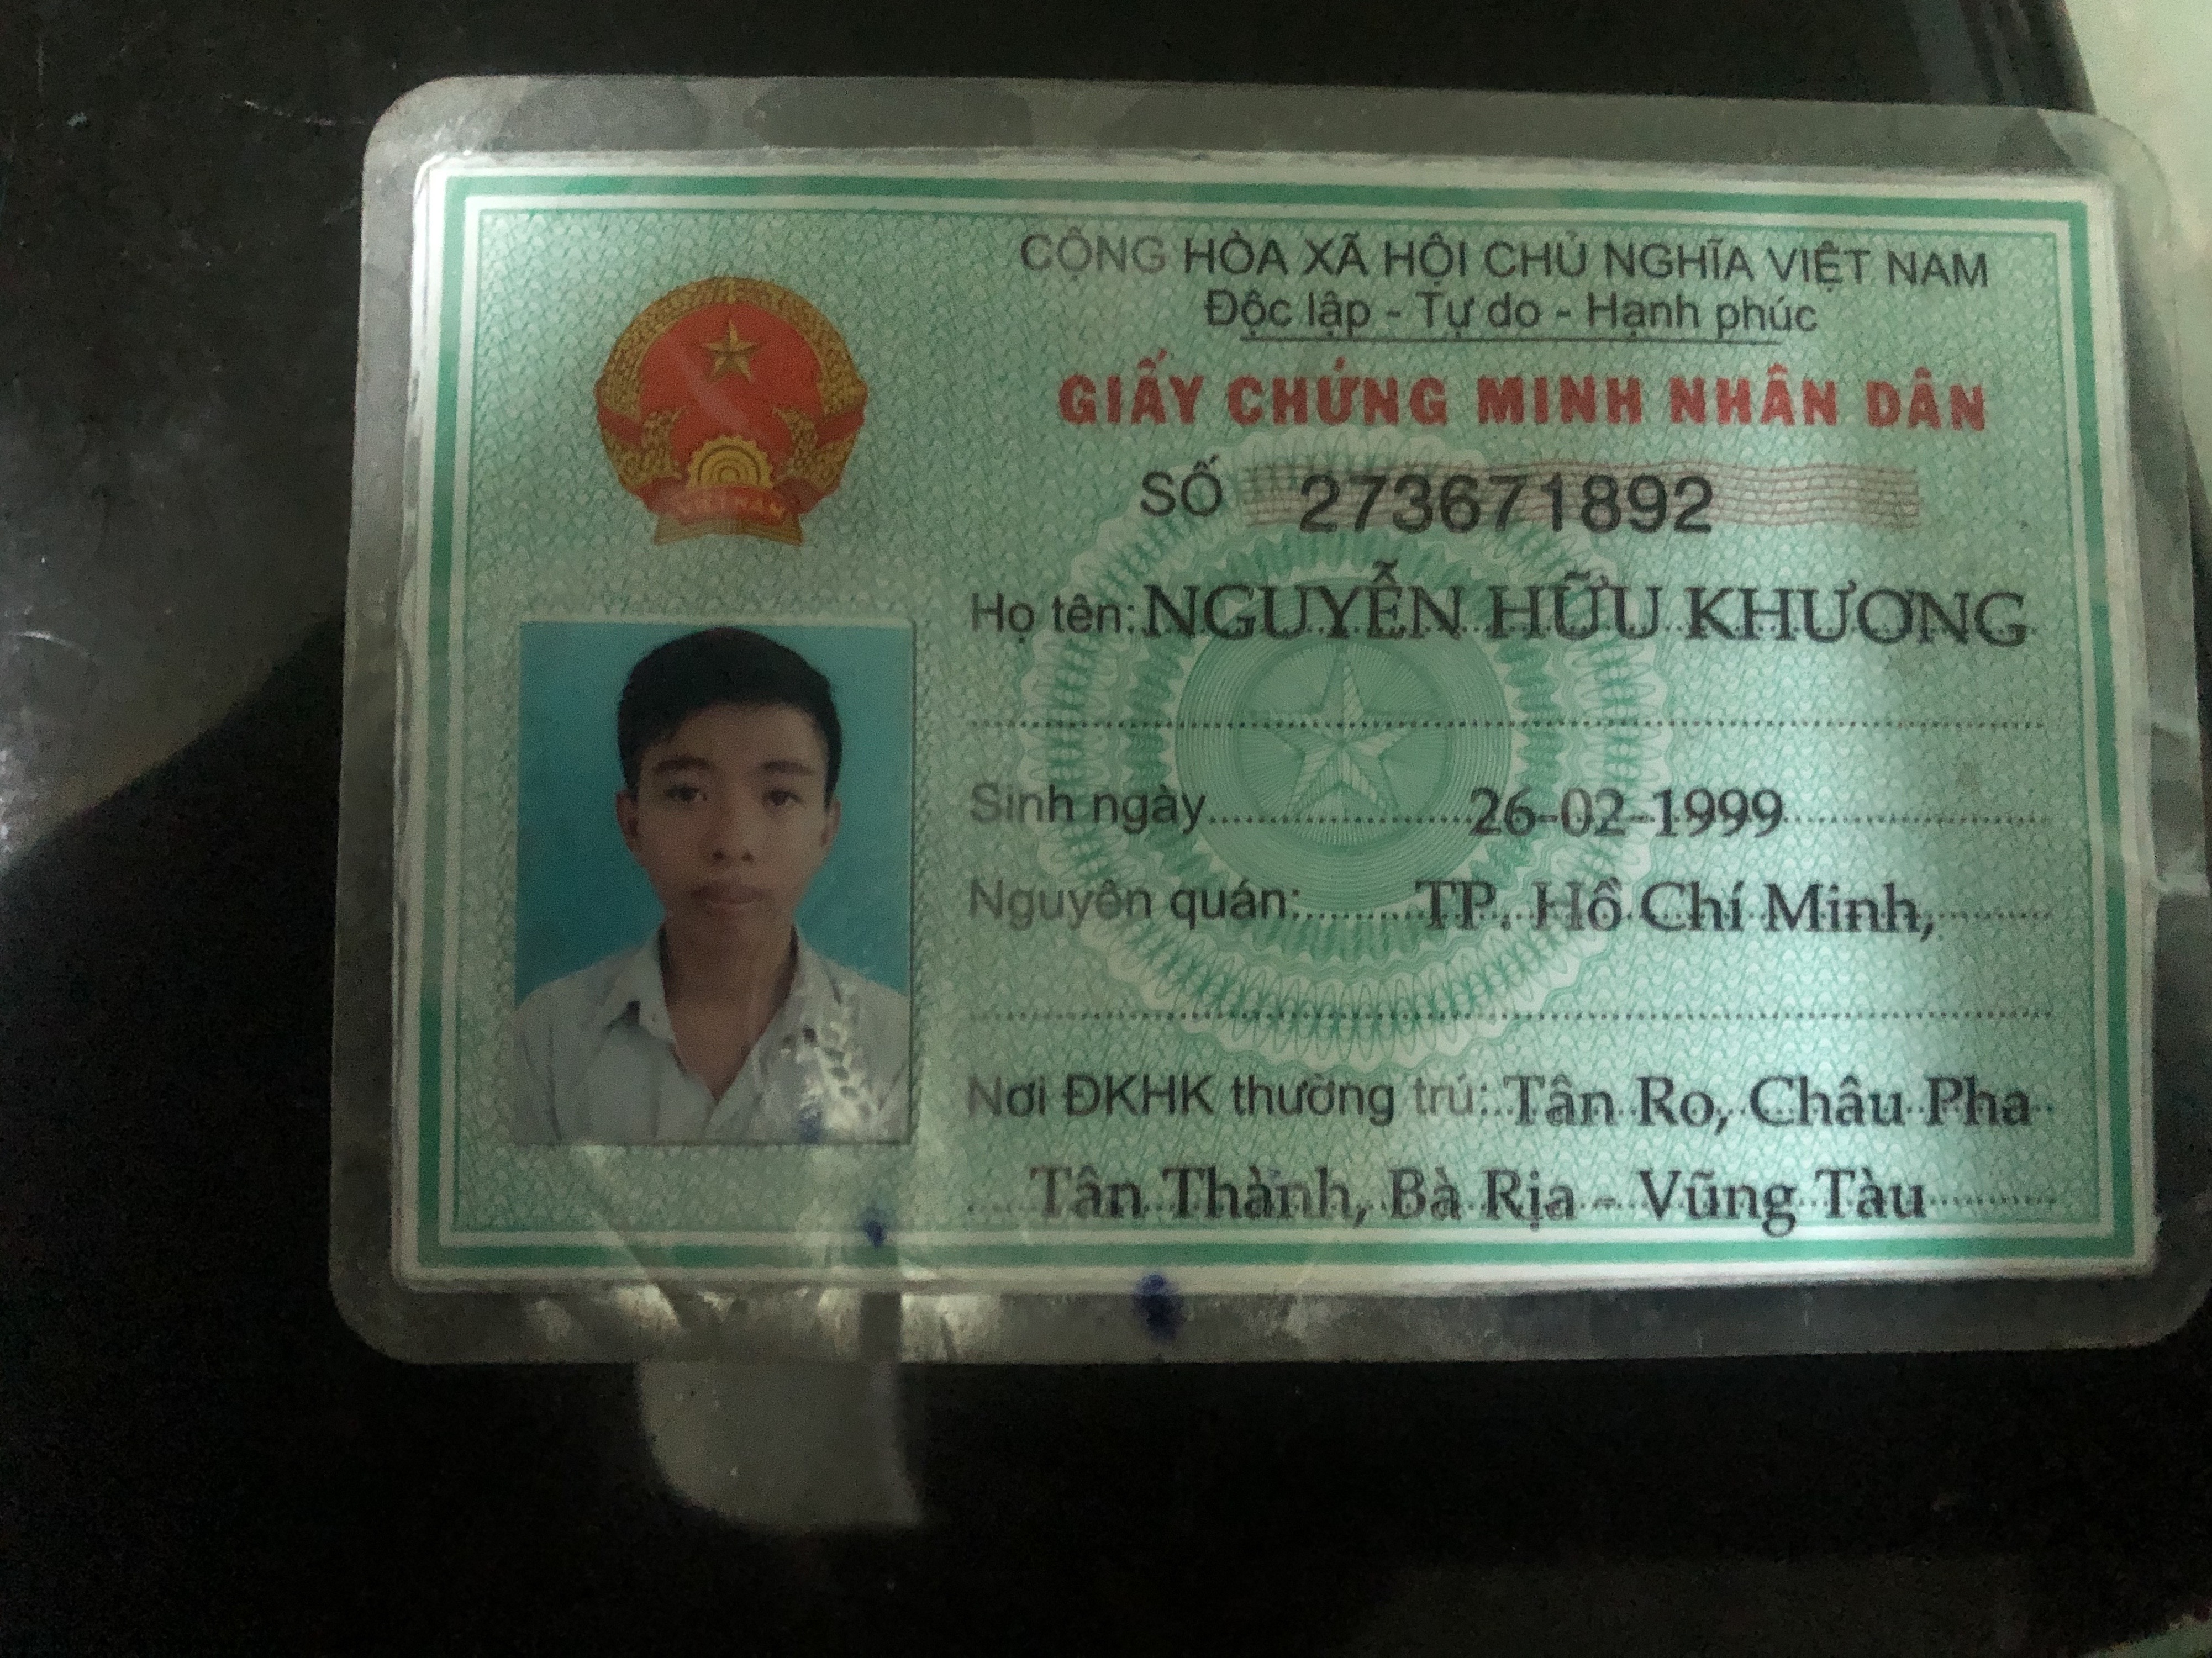 CỘNG HÒA XÃ HỘI CHỦ NGHĨA VIỆT NAM
Độc lập - Tự do - Hạnh phúc
GIẤY CHỨNG MINH NHÂN DÂN
SỐ 273671892
VIỆT NAM
Họ tên: NGUYỄN HỮU KHƯƠNG
Sinh ngày 26-02-1999
Nguyên quán: TP. Hồ Chí Minh,
Nơi ĐKHK thường trú: Tân Ro, Châu Pha
Tân Thành, Bà Rịa - Vũng Tàu